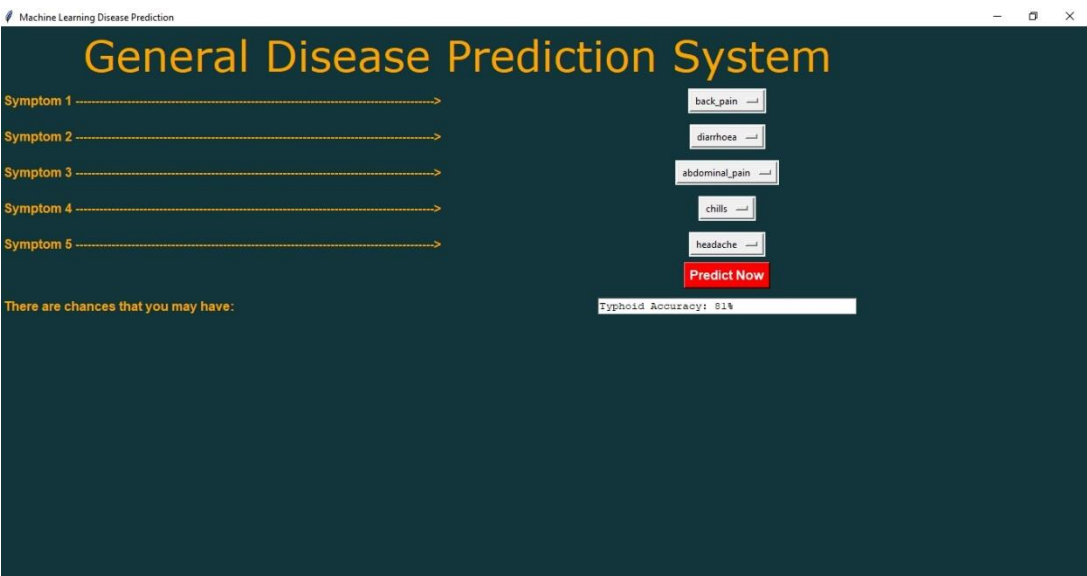 Machine Learning Disease Prediction
General Disease Prediction System
Symptom 1 ------------------------------------------------------------------------------------------> back_pain
Symptom 2 ------------------------------------------------------------------------------------------> diarrhoea
Symptom 3 ------------------------------------------------------------------------------------------> abdominal_pain
Symptom 4 ------------------------------------------------------------------------------------------> chills
Symptom 5 ------------------------------------------------------------------------------------------> headache
Predict Now
There are chances that you may have: Typhoid Accuracy: 81%